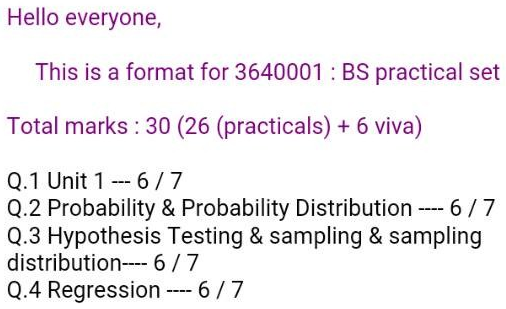 Hello everyone,
This is a format for 3640001 : BS practical set
Total marks : 30 (26 (practicals) + 6 viva)
Q.1 Unit 1 --- 6 / 7
Q.2 Probability & Probability Distribution ---- 6 / 7
Q.3 Hypothesis Testing & sampling & sampling
distribution---- 6 / 7
Q.4 Regression ---- 6 / 7